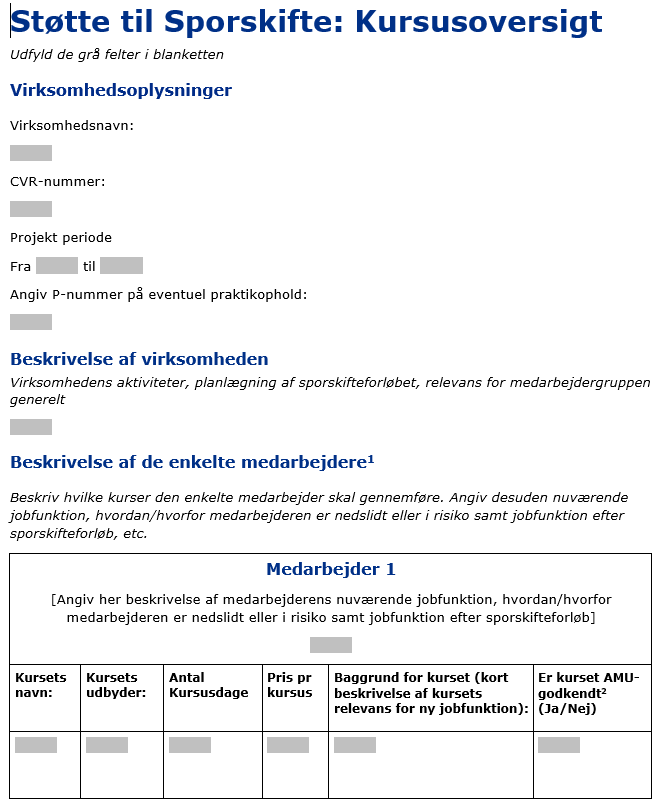 Støtte til Sporskifte: Kursusoversigt
Udfyld de grå felter i blanketten
Virksomhedsoplysninger
Virksomhedsnavn:
CVR-nummer:
Projekt periode
Fra til
Angiv P-nummer på eventuel praktikophold:
Beskrivelse af virksomheden
Virksomhedens aktiviteter, planlægning af sporskifteforløbet, relevans for medarbejdergruppen
generelt
Beskrivelse af de enkelte medarbejdere¹
Beskriv hvilke kurser den enkelte medarbejder skal gennemføre. Angiv desuden nuværende
jobfunktion, hvordan/hvorfor medarbejderen er nedslidt eller i risiko samt jobfunktion efter
sporskifteforløb, etc.
Medarbejder 1
[Angiv her beskrivelse af medarbejderens nuværende jobfunktion, hvordan/hvorfor
medarbejderen er nedslidt eller i risiko samt jobfunktion efter sporskifteforløb]
Kursets
navn:
Kursets
udbyder:
Antal
Kursusdage
Pris pr
kursus
Baggrund for kurset (kort
beskrivelse af kursets
relevans for ny jobfunktion):
Er kurset AMU-
godkendt²
(Ja/Nej)